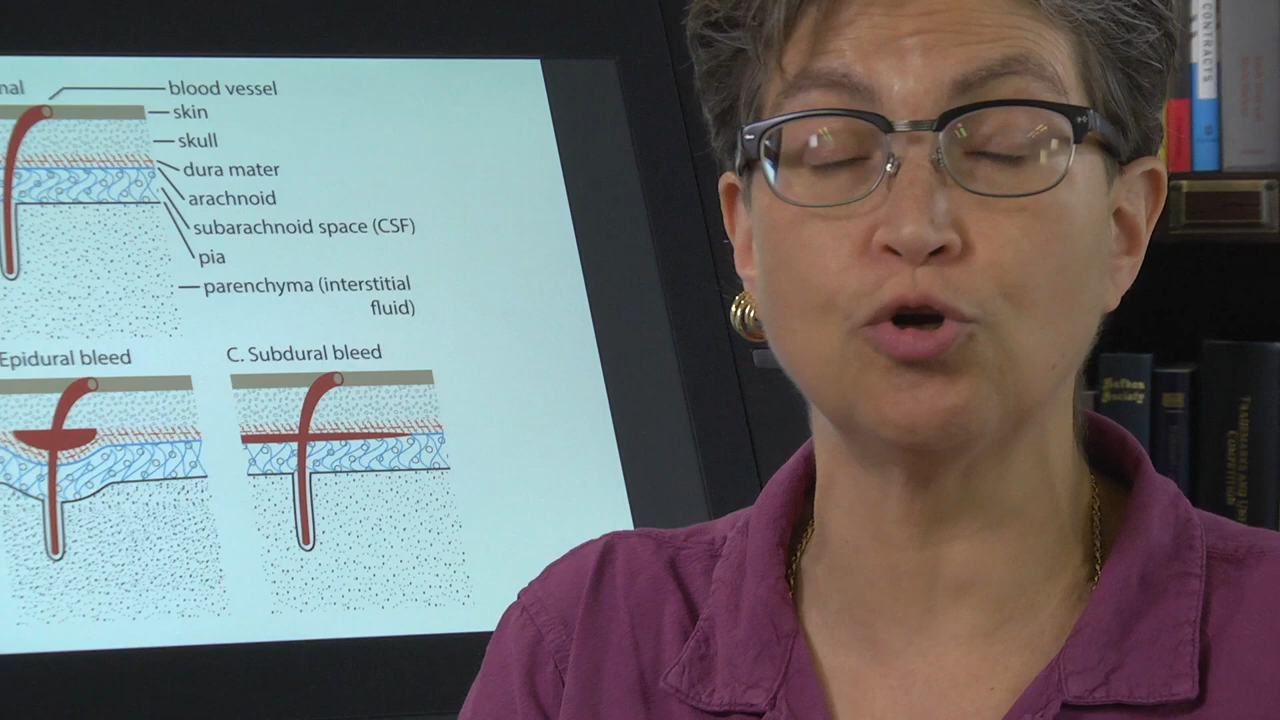 nal
blood vessel
skin
skull
dura mater
arachnoid
subarachnoid space (CSF)
pia
parenchyma (interstitial
fluid)
Epidural bleed
C. Subdural bleed
CONTRACTS
Society